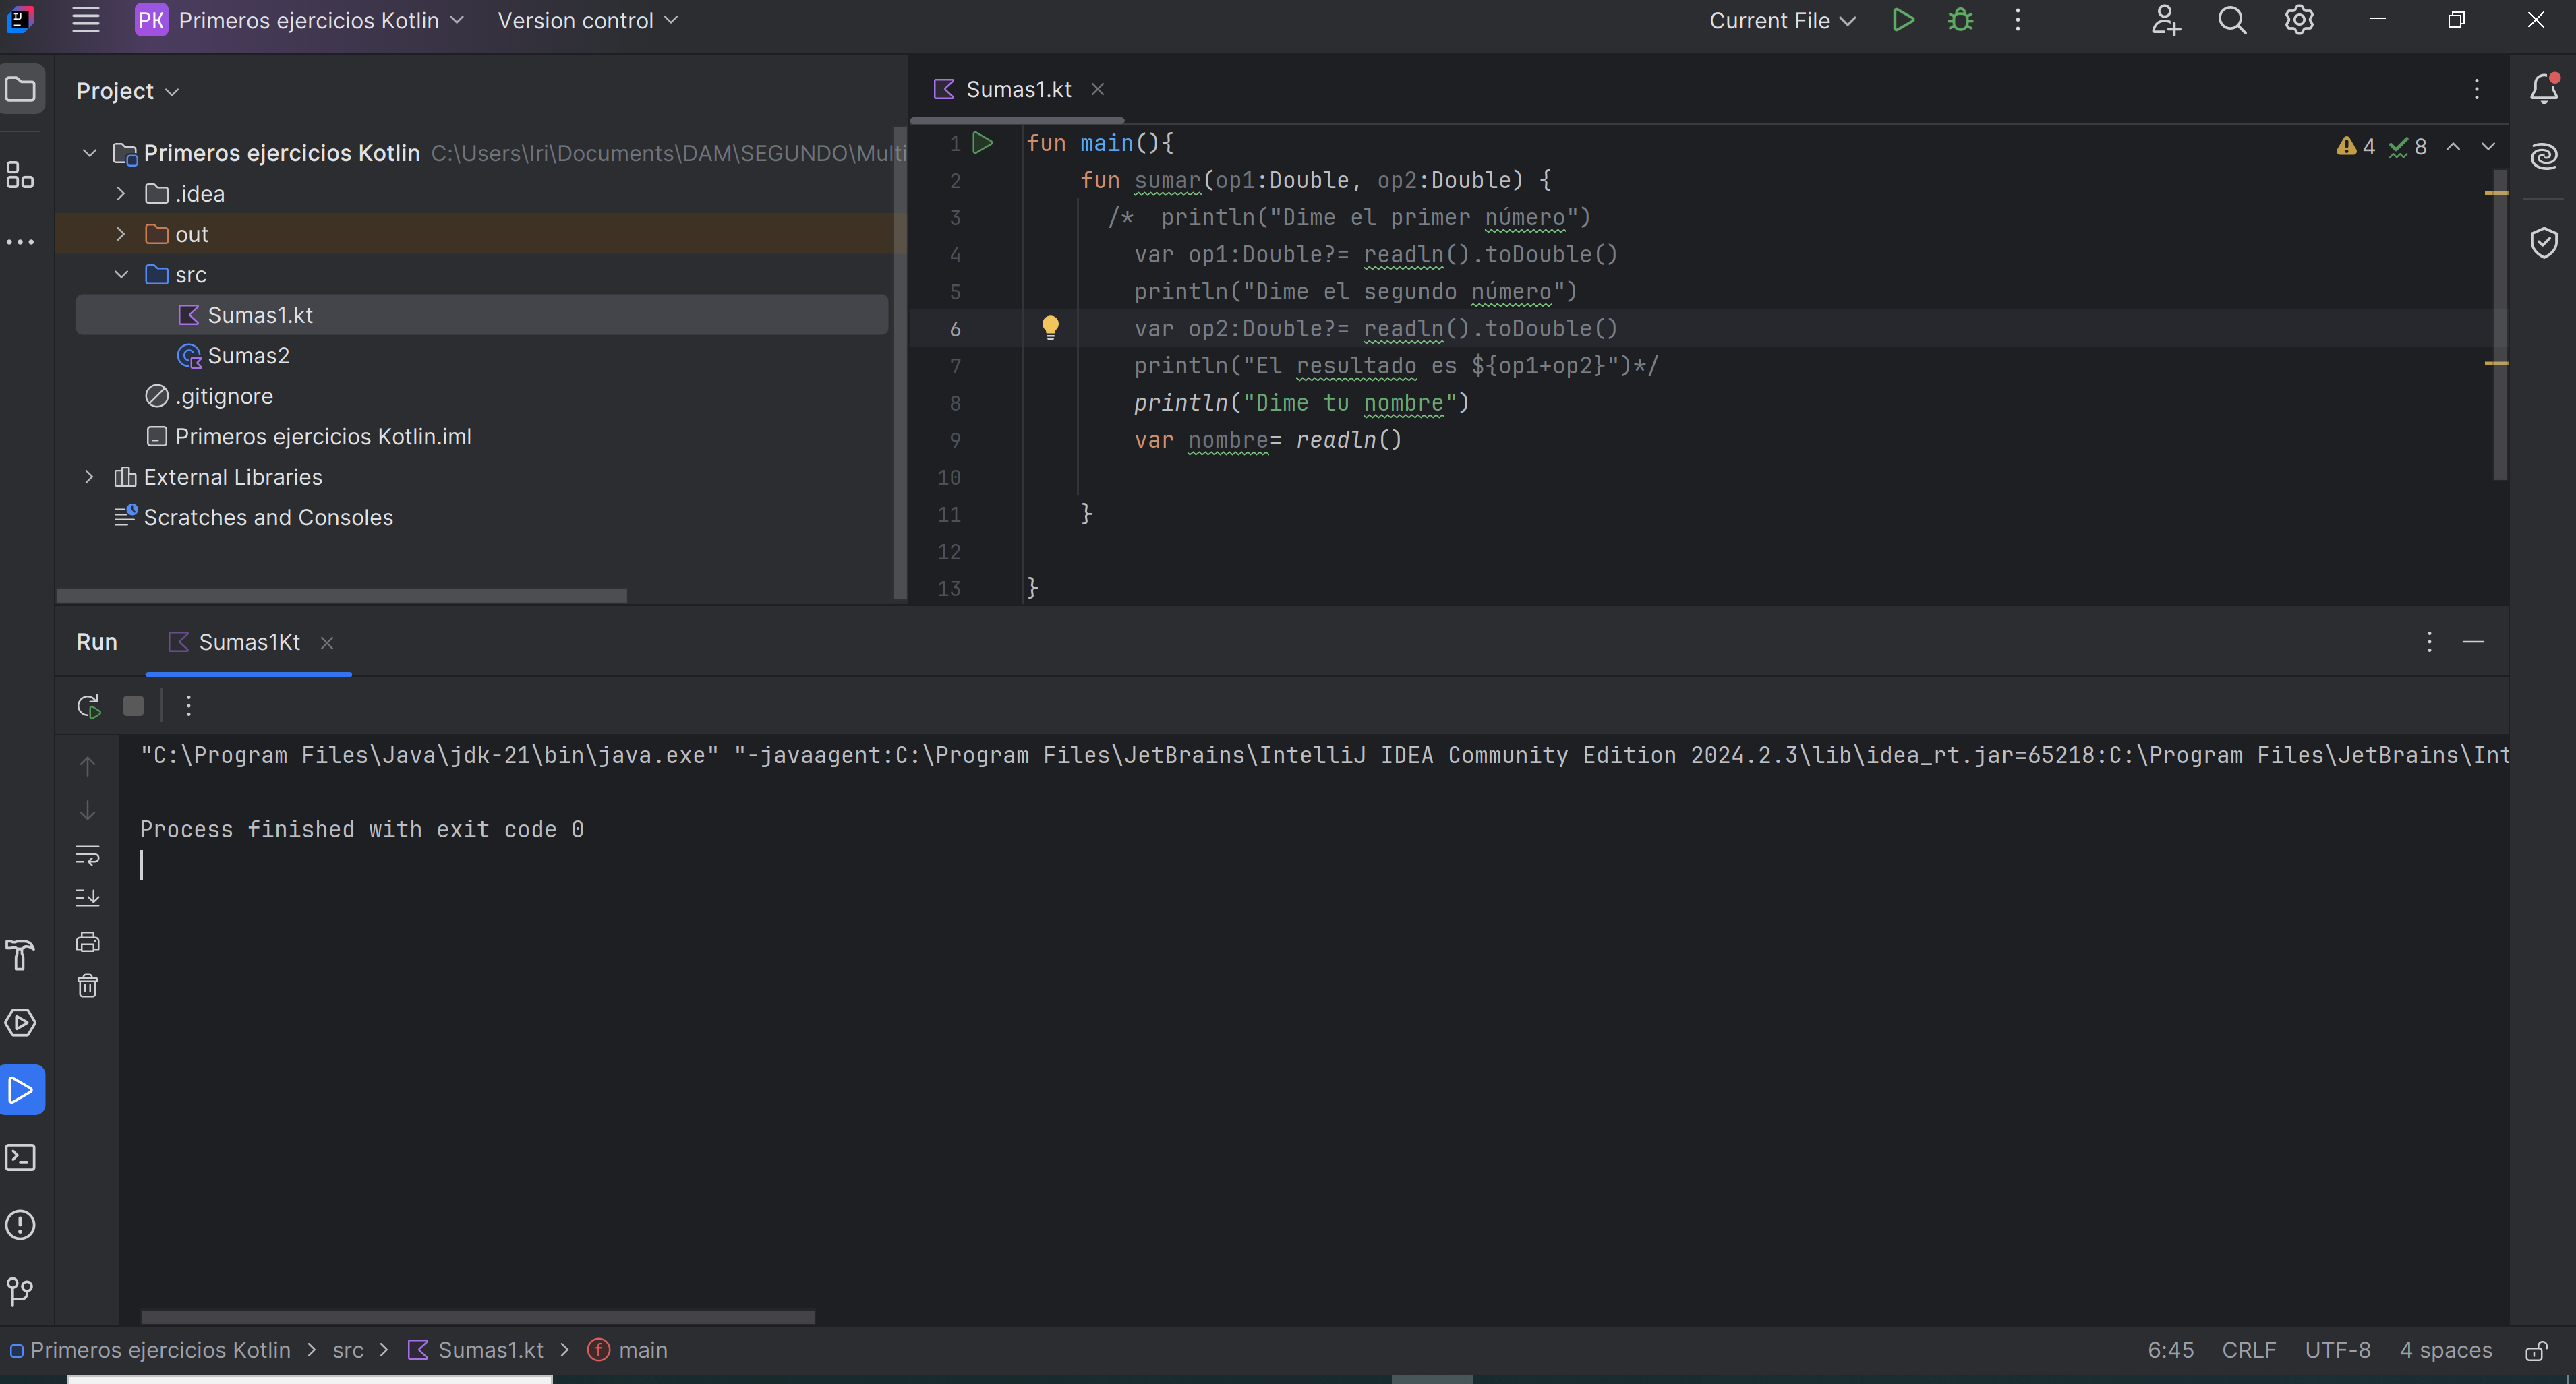 PK Primeros ejercicios Kotlin Version control Current File
Project
Primeros ejercicios Kotlin C:\Users\Iri\Documents\DAM\SEGUNDO\Multi
.idea
out
src
Sumas1.kt
Sumas2
.gitignore
Primeros ejercicios Kotlin.iml
External Libraries
Scratches and Consoles
Sumas1.kt
4 8
1 fun main(){
2 fun sumar(op1:Double, op2:Double) {
3 /* println("Dime el primer número")
4 var op1:Double?= readln().toDouble()
5 println("Dime el segundo número")
6 var op2:Double?= readln().toDouble()
7 println("El resultado es ${op1+op2}")*/
8 println("Dime tu nombre")
9 var nombre= readln()
10
11 }
12
13 }
Run Sumas1Kt
"C:\Program Files\Java\jdk-21\bin\java.exe" "-javaagent:C:\Program Files\JetBrains\IntelliJ IDEA Community Edition 2024.2.3\lib\idea_rt.jar=65218:C:\Program Files\JetBrains\Int
Process finished with exit code 0
Primeros ejercicios Kotlin > src > Sumas1.kt > main 6:45 CRLF UTF-8 4 spaces